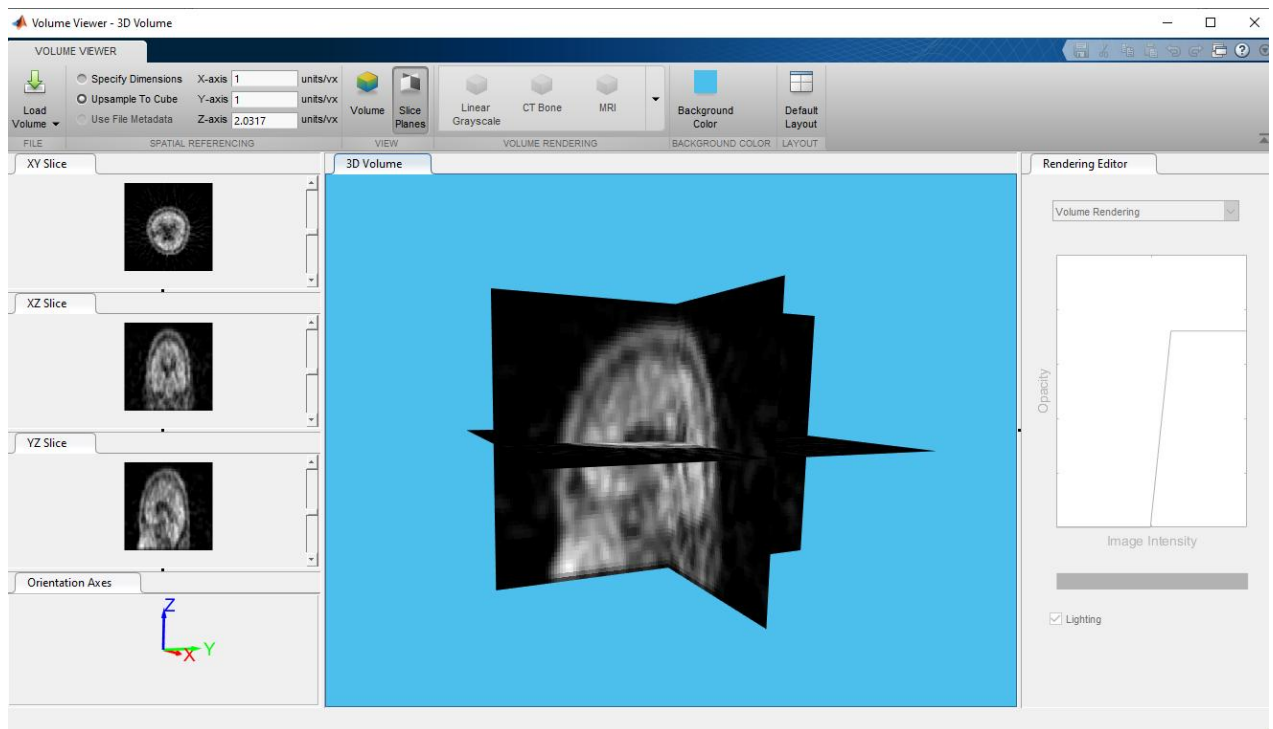 Volume Viewer - 3D Volume
VOLUME VIEWER
Load Volume
Specify Dimensions
Upsample To Cube
Use File Metadata
X-axis 1 units/vx
Y-axis 1 units/vx
Z-axis 2.0317 units/vx
Volume
Slice Planes
Linear Grayscale
CT Bone
MRI
Background Color
Default Layout
FILE
SPATIAL REFERENCING
VIEW
VOLUME RENDERING
BACKGROUND COLOR
LAYOUT
XY Slice
XZ Slice
YZ Slice
Orientation Axes
Z
Y
X
3D Volume
Rendering Editor
Volume Rendering
Opacity
Image Intensity
Lighting